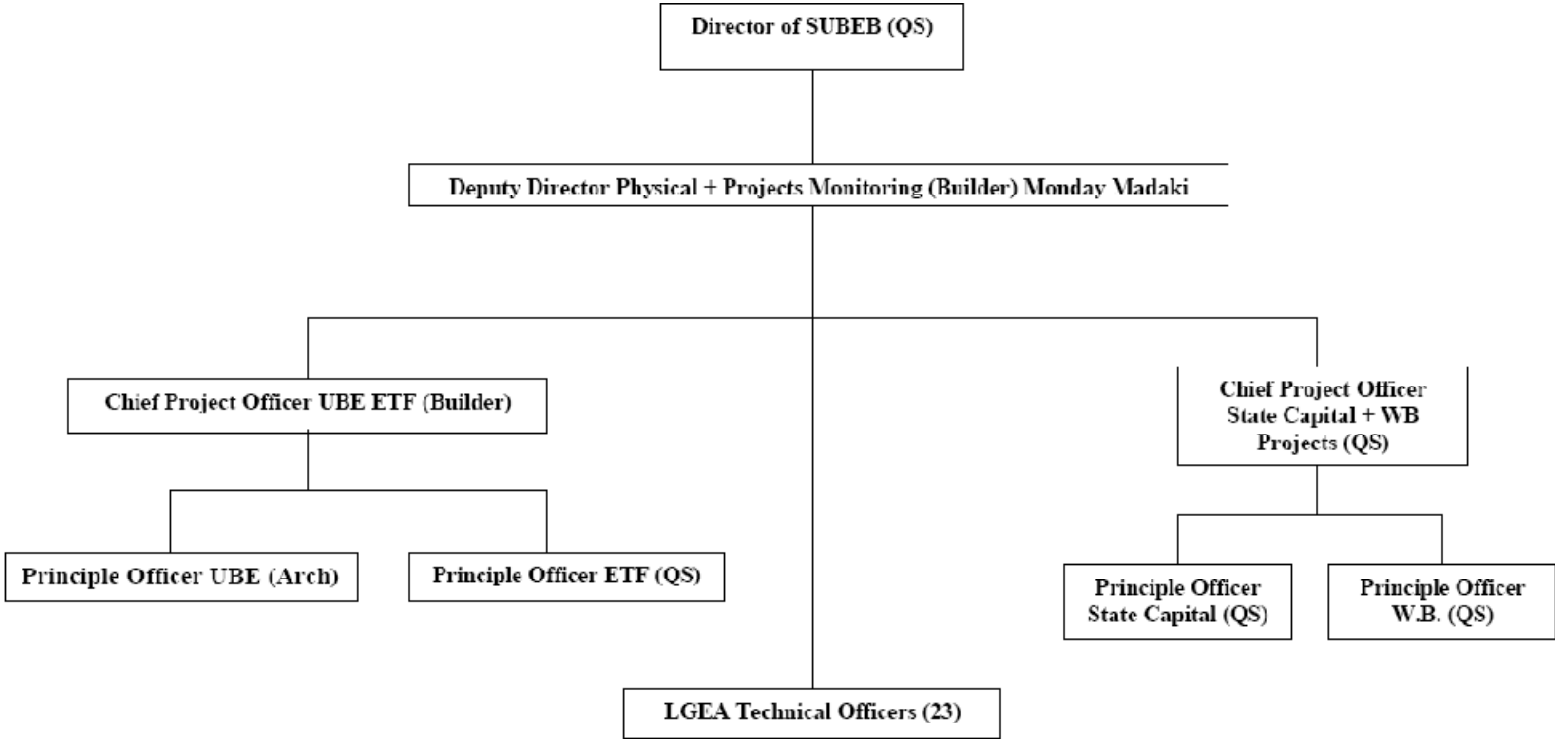 Director of SUBEB (QS)
Deputy Director Physical + Projects Monitoring (Builder) Monday Madaki
Chief Project Officer UBE ETF (Builder)
Chief Project Officer
State Capital + WB
Projects (QS)
Principle Officer UBE (Arch)
Principle Officer ETF (QS)
Principle Officer
State Capital (QS)
Principle Officer
W.B. (QS)
LGEA Technical Officers (23)